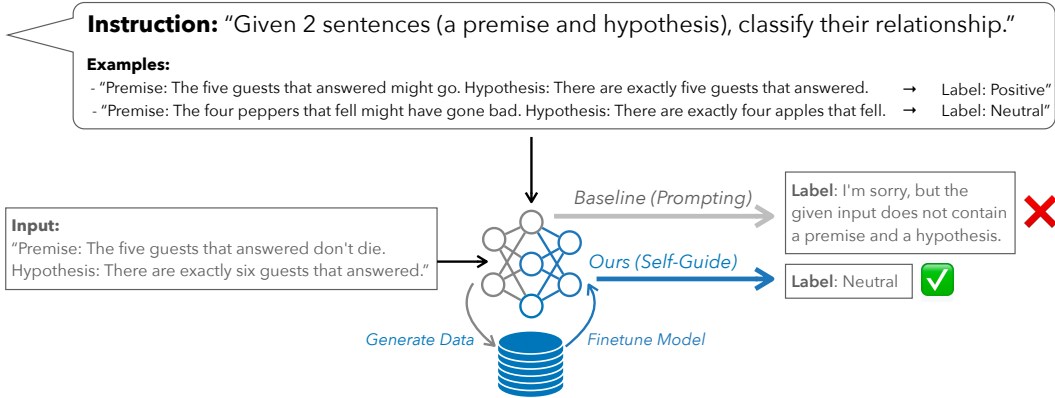 Instruction: “Given 2 sentences (a premise and hypothesis), classify their relationship.”
Examples:
- “Premise: The five guests that answered might go. Hypothesis: There are exactly five guests that answered. → Label: Positive”
- “Premise: The four peppers that fell might have gone bad. Hypothesis: There are exactly four apples that fell. → Label: Neutral”
Baseline (Prompting)
Label: I'm sorry, but the
given input does not contain
a premise and a hypothesis.
Input:
“Premise: The five guests that answered don't die.
Hypothesis: There are exactly six guests that answered.”
Ours (Self-Guide)
Label: Neutral
Generate Data
Finetune Model